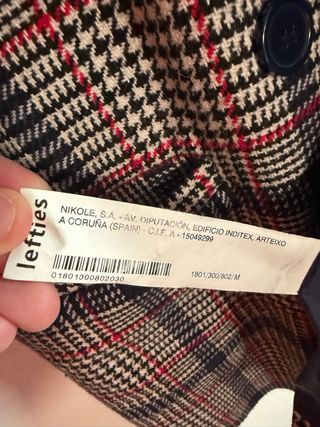 lefties
NIKOLE, S.A. - AV. DIPUTACIÓN, EDIFICIO INDITEX, ARTEIXO
A CORUÑA (SPAIN) - C.I.F. A - 15049299
01801300802030
1801/300/802/M